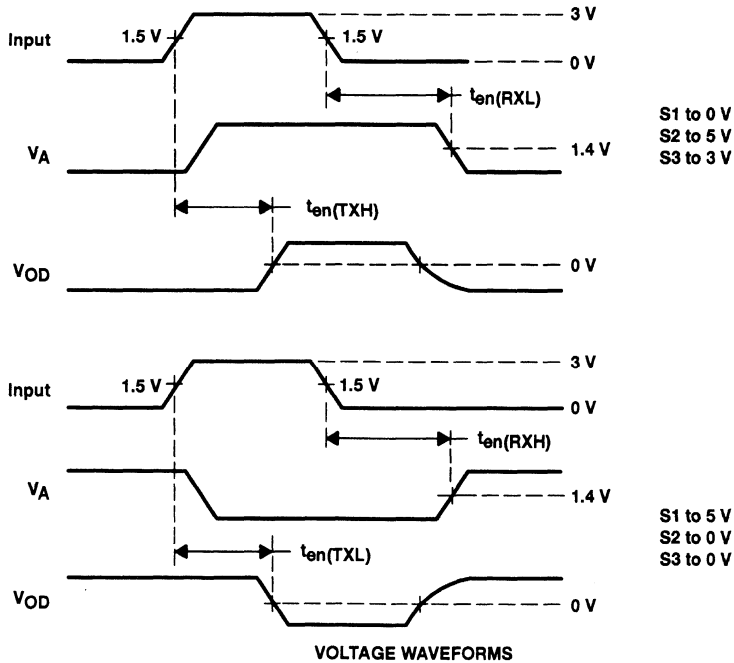 3 V
Input 1.5 V 1.5 V
0 V
ten(RXL)
S1 to 0 V
S2 to 5 V
S3 to 3 V
VA 1.4 V
ten(TXH)
VOD 0 V
3 V
Input 1.5 V 1.5 V
0 V
ten(RXH)
VA 1.4 V
S1 to 5 V
S2 to 0 V
S3 to 0 V
ten(TXL)
VOD 0 V
VOLTAGE WAVEFORMS